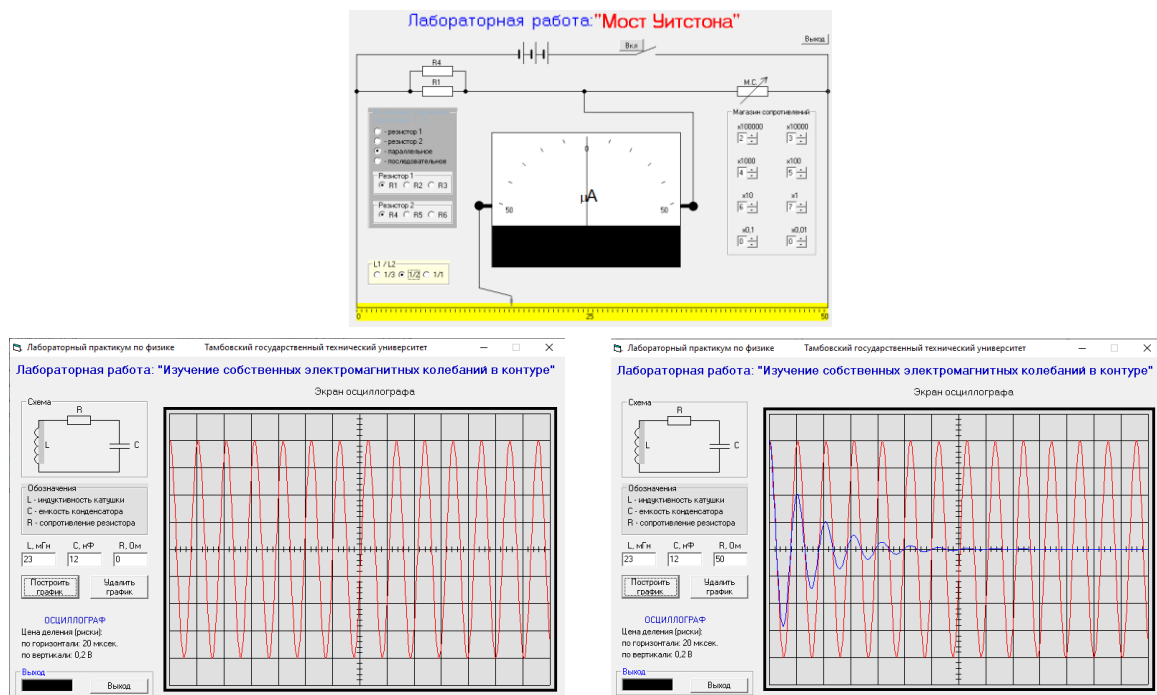 Лабораторная работа:"Мост Уитстона"
Вкл
Выход
R4
R1
М.С.
- резистор 1
- резистор 2
- параллельное
- последовательное
Резистор 1
R1 R2 R3
Резистор 2
R4 R5 R6
L1 / L2
1/3 1/2 1/1
0
50
μA
50
Магазин сопротивлений
x100000 x10000
2 3
x1000 x100
4 5
x10 x1
6 7
x0,1 x0,01
0 0
0 25 50
Лабораторный практикум по физике Тамбовский государственный технический университет
Лабораторная работа: "Изучение собственных электромагнитных колебаний в контуре"
Экран осциллографа
Схема
R
L
C
Обозначения
L - индуктивность катушки
C - емкость конденсатора
R - сопротивление резистора
L, мГн C, нФ R, Ом
23 12 0
Построить график
Удалить график
ОСЦИЛЛОГРАФ
Цена деления (риски):
по горизонтали: 20 мксек.
по вертикали: 0,2 В
Выход
Выход
Лабораторный практикум по физике Тамбовский государственный технический университет
Лабораторная работа: "Изучение собственных электромагнитных колебаний в контуре"
Экран осциллографа
Схема
R
L
C
Обозначения
L - индуктивность катушки
C - емкость конденсатора
R - сопротивление резистора
L, мГн C, нФ R, Ом
23 12 50
Построить график
Удалить график
ОСЦИЛЛОГРАФ
Цена деления (риски):
по горизонтали: 20 мксек.
по вертикали: 0,2 В
Выход
Выход